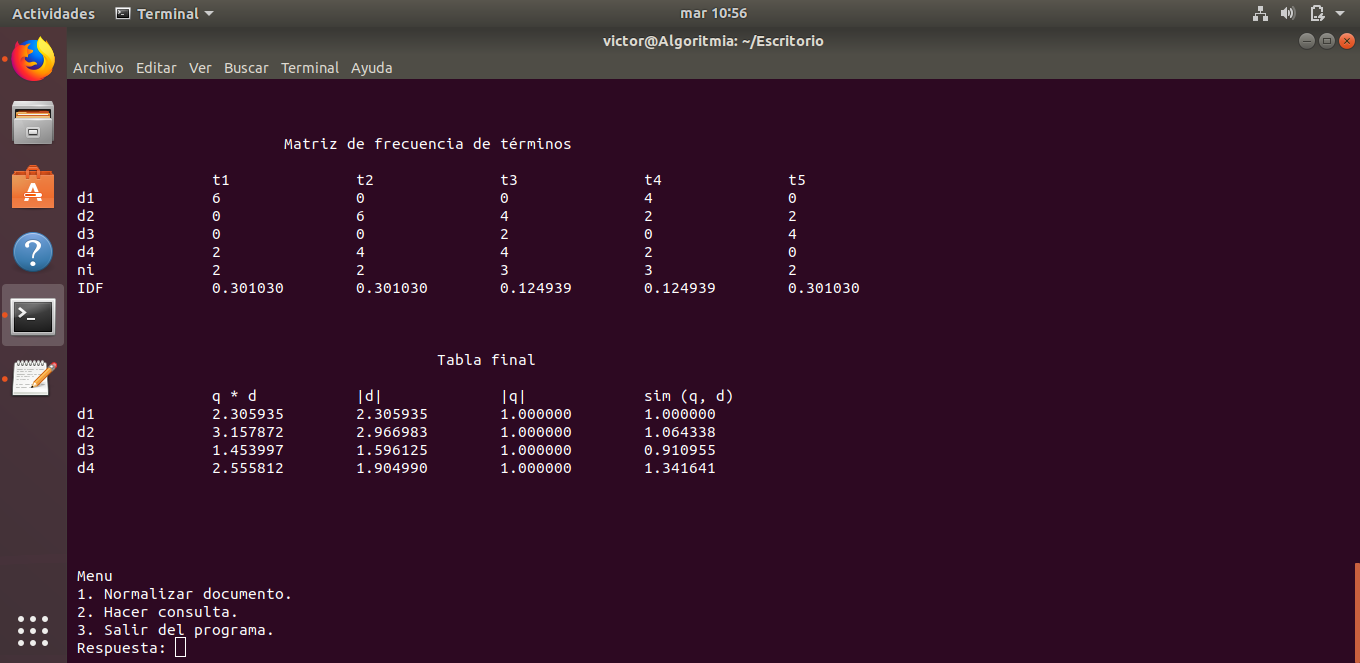 Actividades Terminal mar 10:56
victor@Algoritmia: ~/Escritorio
Archivo Editar Ver Buscar Terminal Ayuda
Matriz de frecuencia de términos
t1 t2 t3 t4 t5
d1 6 0 0 4 0
d2 0 6 4 2 2
d3 0 0 2 0 4
d4 2 4 4 2 0
ni 2 2 3 3 2
IDF 0.301030 0.301030 0.124939 0.124939 0.301030
Tabla final
q * d |d| |q| sim (q, d)
d1 2.305935 2.305935 1.000000 1.000000
d2 3.157872 2.966983 1.000000 1.064338
d3 1.453997 1.596125 1.000000 0.910955
d4 2.555812 1.904990 1.000000 1.341641
Menu
1. Normalizar documento.
2. Hacer consulta.
3. Salir del programa.
Respuesta: